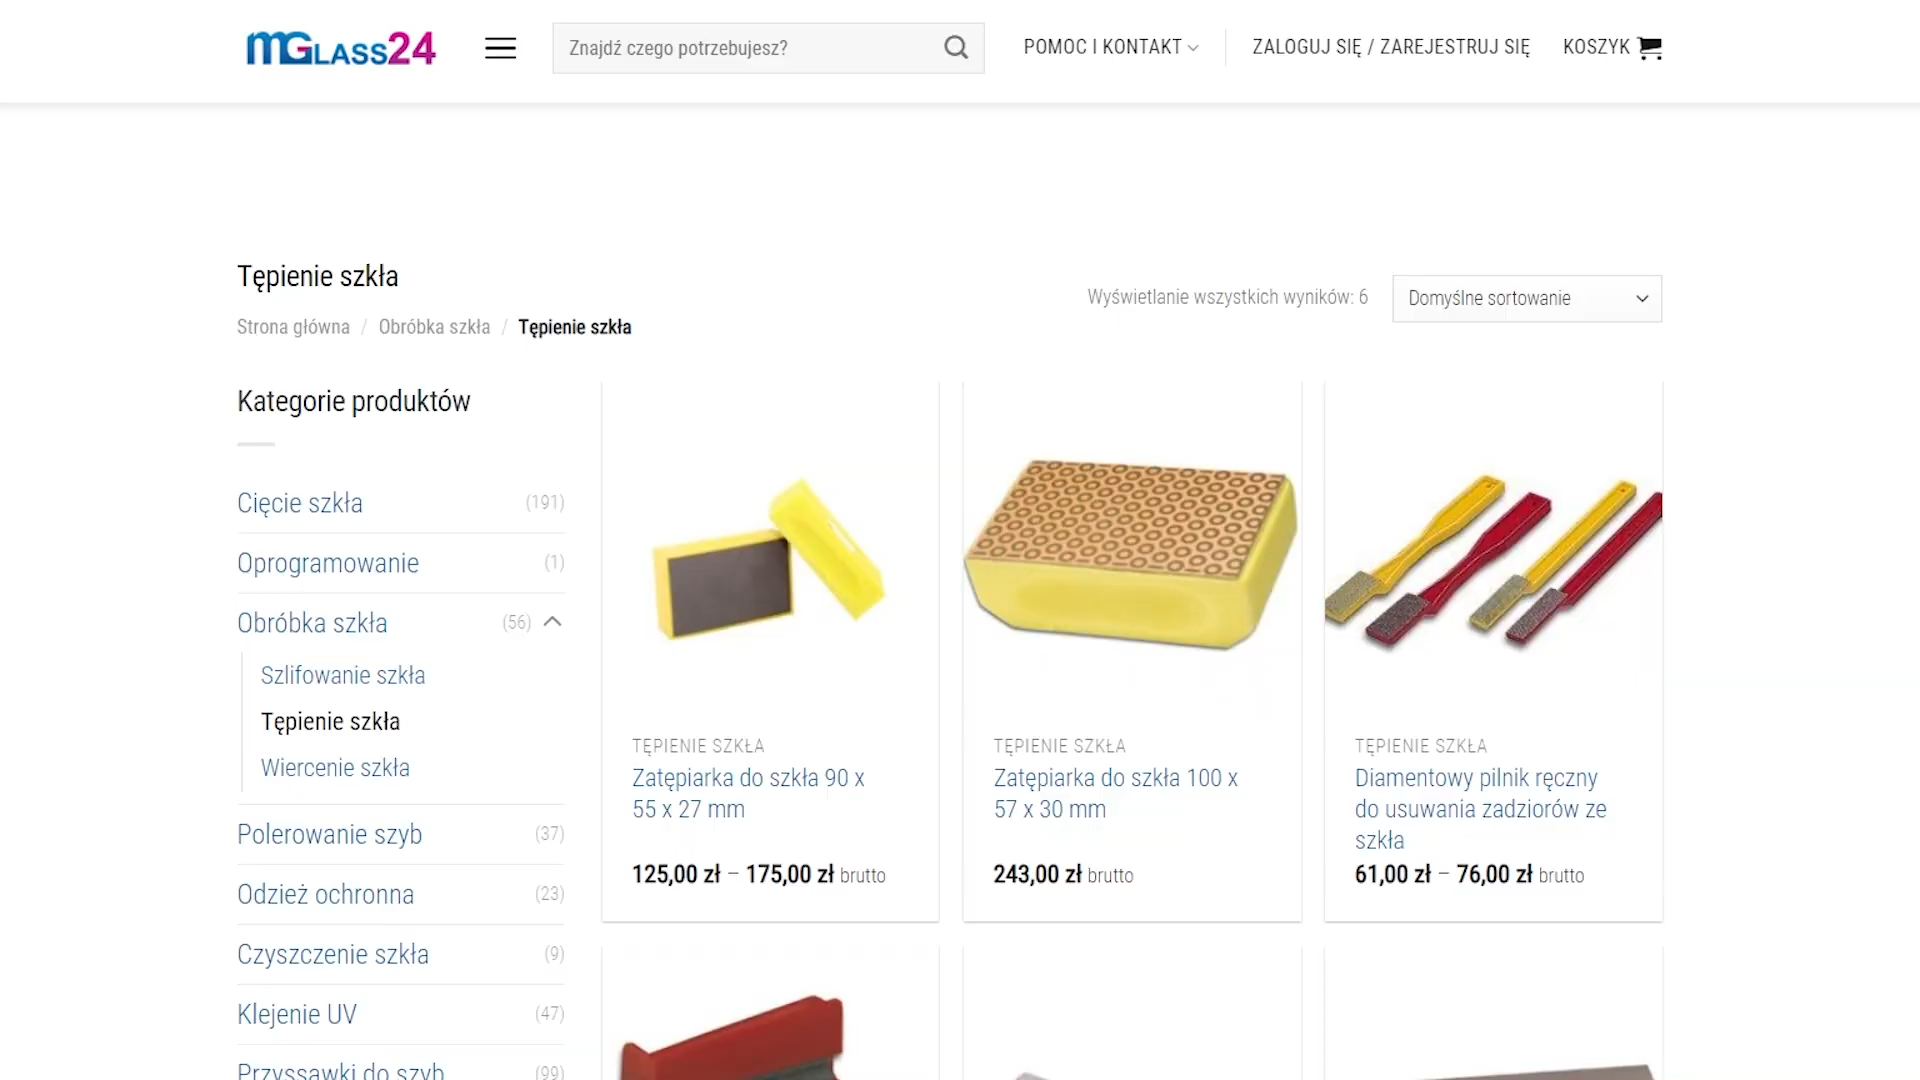 MGLASS24
Znajdź czego potrzebujesz?
POMOC I KONTAKT
ZALOGUJ SIĘ / ZAREJESTRUJ SIĘ
KOSZYK
Tępienie szkła
Strona główna / Obróbka szkła / Tępienie szkła
Wyświetlanie wszystkich wyników: 6
Domyślne sortowanie
Kategorie produktów
Cięcie szkła (191)
Oprogramowanie (1)
Obróbka szkła (56)
Szlifowanie szkła
Tępienie szkła
Wiercenie szkła
Polerowanie szyb (37)
Odzież ochronna (23)
Czyszczenie szkła (9)
Klejenie UV (47)
Przyssawki do szyb (99)
TĘPIENIE SZKŁA
Zatępiarka do szkła 90 x
55 x 27 mm
125,00 zł – 175,00 zł brutto
TĘPIENIE SZKŁA
Zatępiarka do szkła 100 x
57 x 30 mm
243,00 zł brutto
TĘPIENIE SZKŁA
Diamentowy pilnik ręczny
do usuwania zadziorów ze
szkła
61,00 zł – 76,00 zł brutto